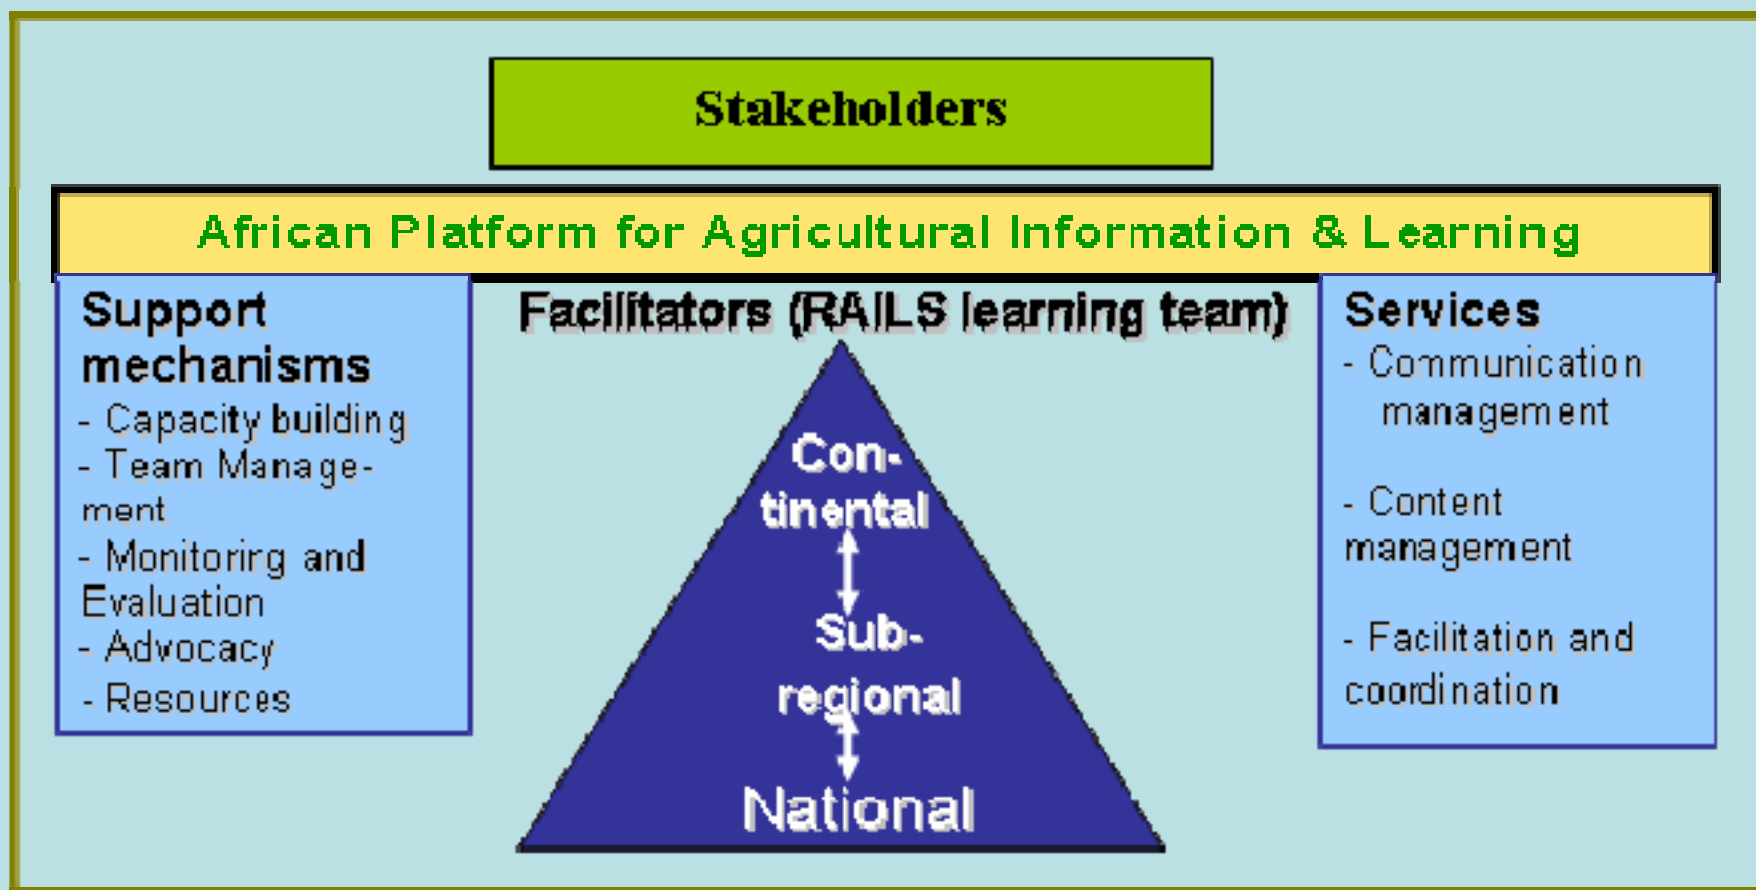 Stakeholders
African Platform for Agricultural Information & Learning
Support
mechanisms
- Capacity building
- Team Manage-
ment
- Monitoring and
Evaluation
- Advocacy
- Resources
Facilitators (RAILS learning team)
Con-
tinental
Sub-
regional
National
Services
- Communication
management
- Content
management
- Facilitation and
coordination